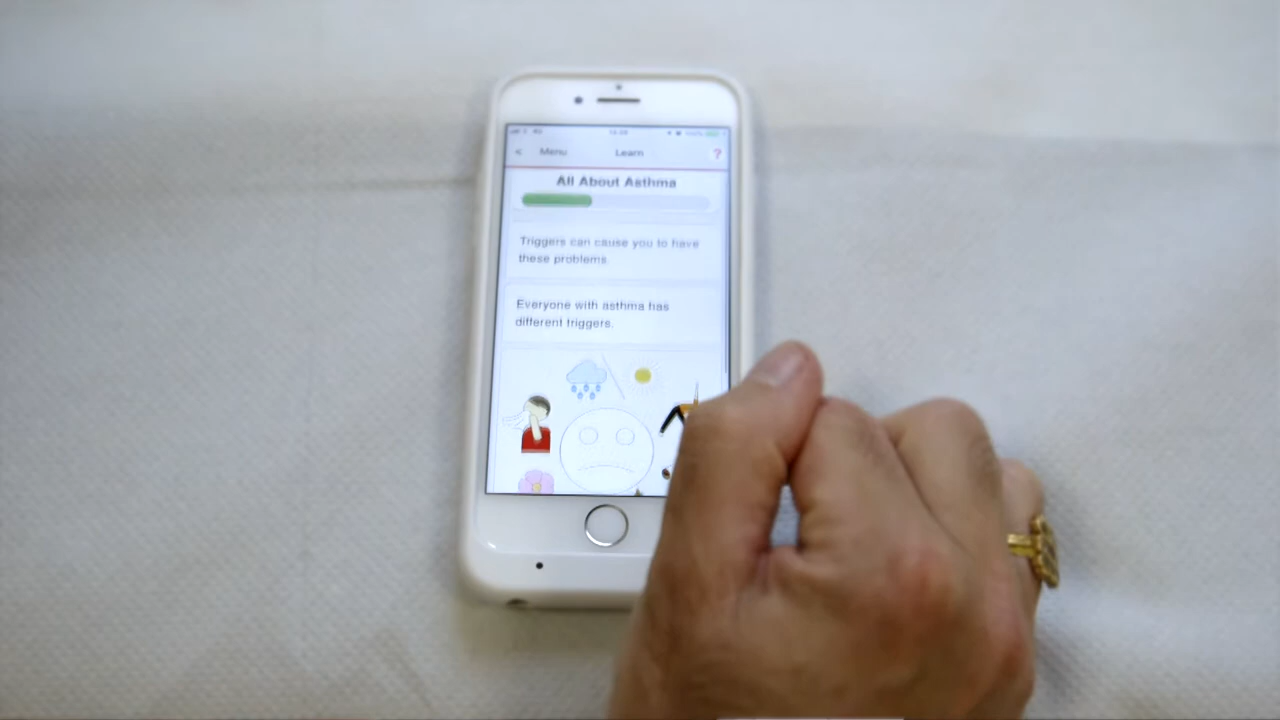 < Menu Learn ?
All About Asthma
Triggers can cause you to have
these problems.
Everyone with asthma has
different triggers.